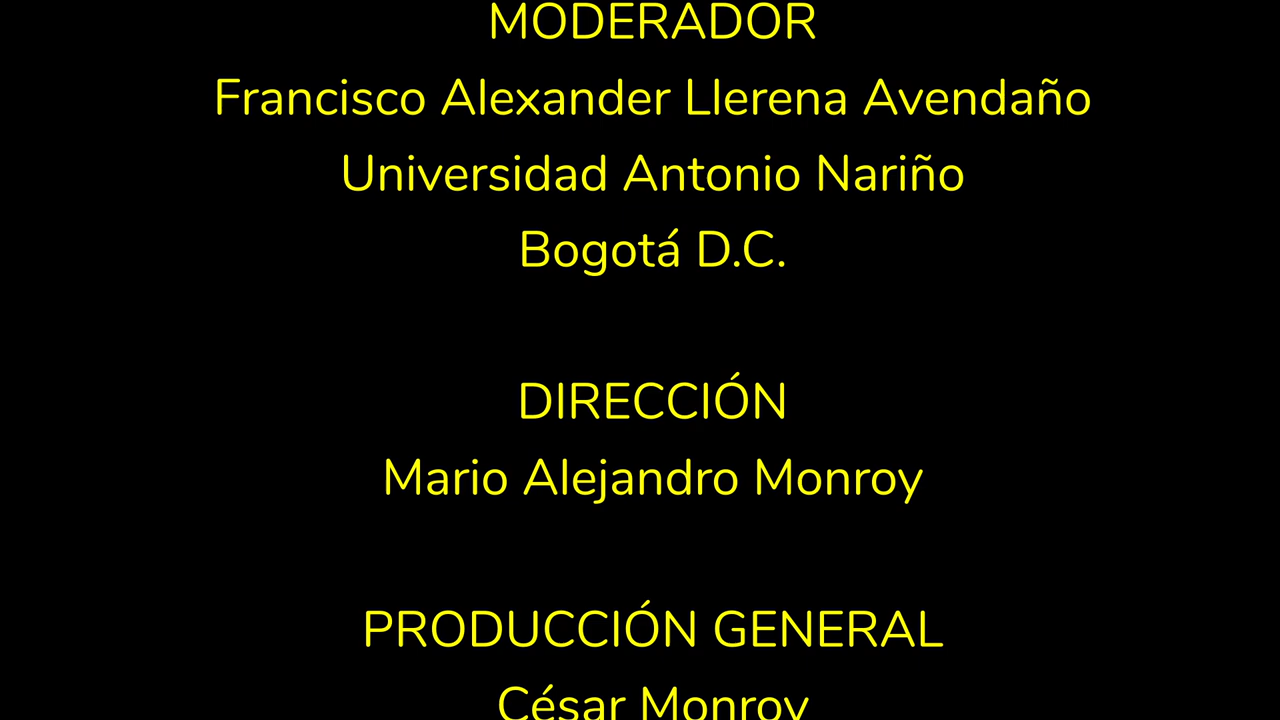 MODERADOR
Francisco Alexander Llerena Avendaño
Universidad Antonio Nariño
Bogotá D.C.
DIRECCIÓN
Mario Alejandro Monroy
PRODUCCIÓN GENERAL
César Monroy